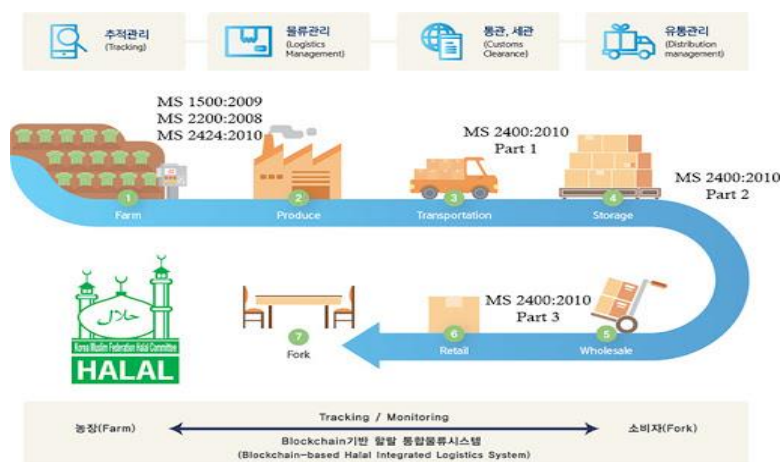 추적관리
(Tracking)
물류관리
(Logistics
Management)
통관, 세관
(Customs
Clearance)
유통관리
(Distribution
management)
MS 1500:2009
MS 2200:2008
MS 2424:2010
MS 2400:2010
Part 1
MS 2400:2010
Part 2
1
Farm
2
Produce
3
Transportation
4
Storage
حلال
Korea Muslim Federation Halal Committee
HALAL
7
Fork
MS 2400:2010
Part 3
6
Retail
5
Wholesale
농장(Farm)
Tracking / Monitoring
소비자(Fork)
Blockchain기반 할랄 통합물류시스템
(Blockchain-based Halal Integrated Logistics System)